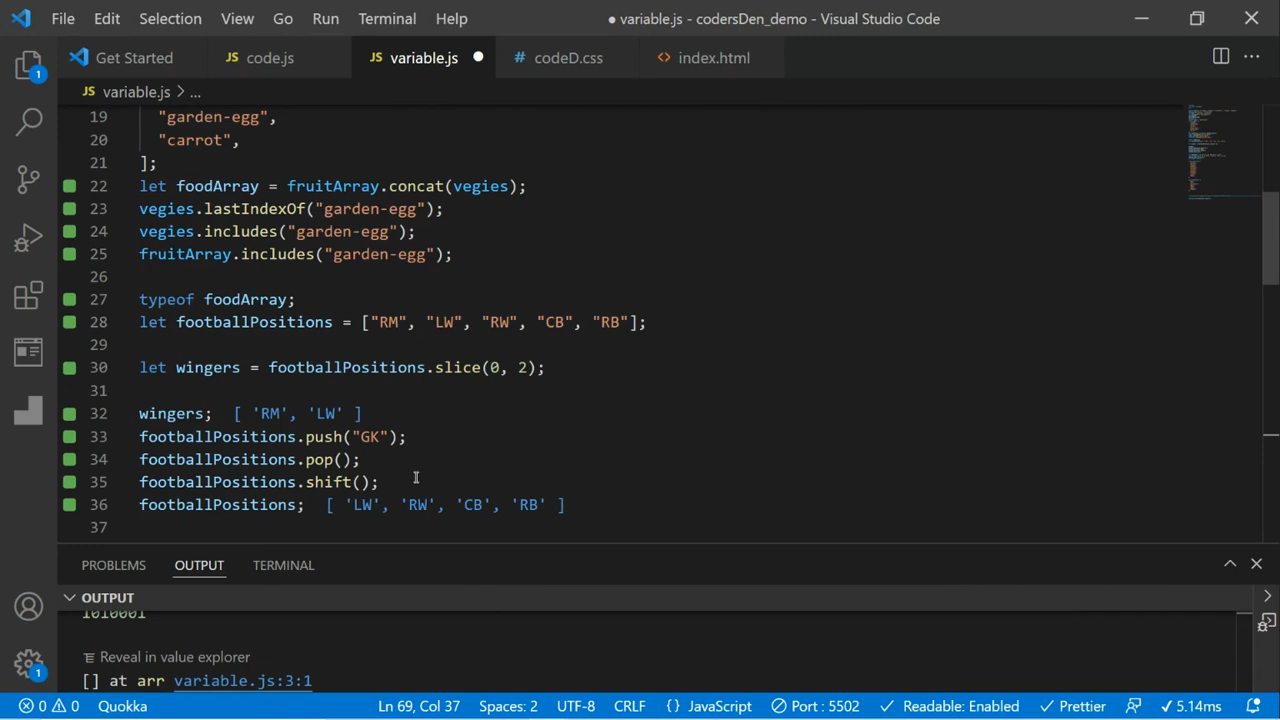 File Edit Selection View Go Run Terminal Help ● variable.js - codersDen_demo - Visual Studio Code
Get Started JS code.js JS variable.js # codeD.css <> index.html
JS variable.js > ...
1
19 "garden-egg",
20 "carrot",
21 ];
22 let foodArray = fruitArray.concat(vegies);
23 vegies.lastIndexOf("garden-egg");
24 vegies.includes("garden-egg");
25 fruitArray.includes("garden-egg");
26
27 typeof foodArray;
28 let footballPositions = ["RM", "LW", "RW", "CB", "RB"];
29
30 let wingers = footballPositions.slice(0, 2);
31
32 wingers; [ 'RM', 'LW' ]
33 footballPositions.push("GK");
34 footballPositions.pop();
35 footballPositions.shift();
36 footballPositions; [ 'LW', 'RW', 'CB', 'RB' ]
37
PROBLEMS OUTPUT TERMINAL
OUTPUT
1010001
Reveal in value explorer
[] at arr variable.js:3:1
1
0 0 Quokka Ln 69, Col 37 Spaces: 2 UTF-8 CRLF {} JavaScript Port : 5502 Readable: Enabled Prettier ✓ 5.14ms